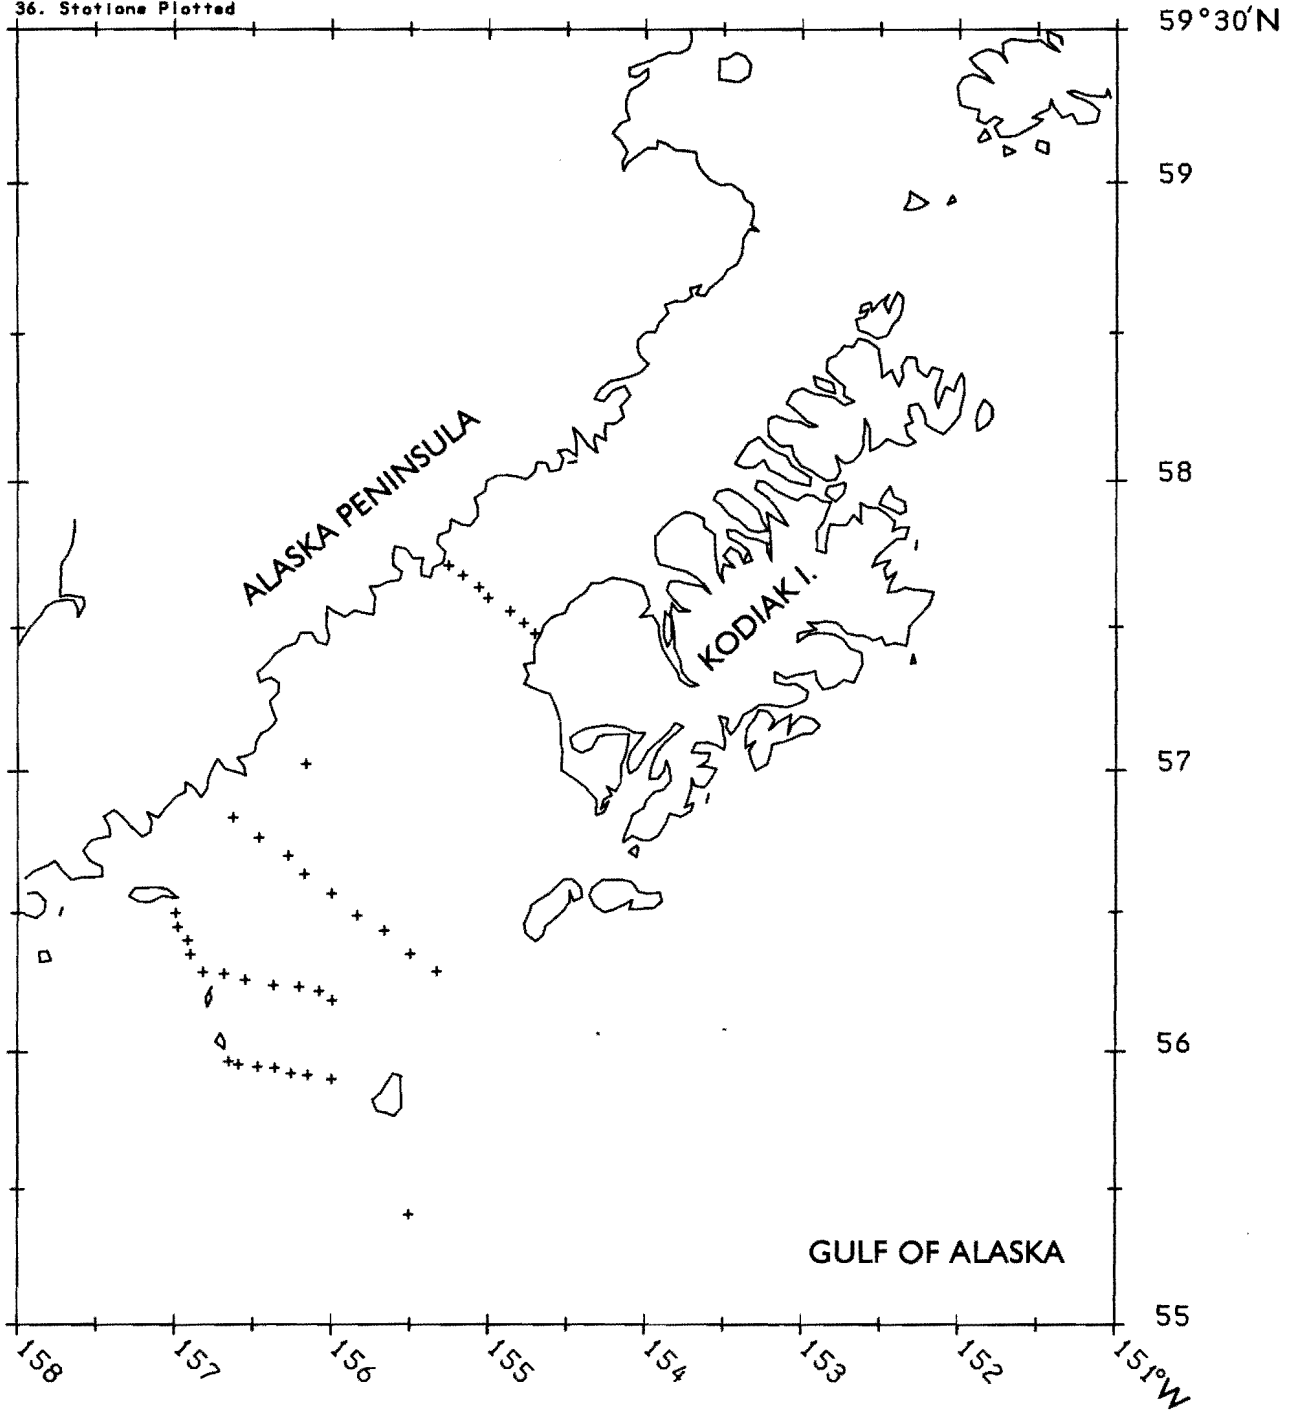 36. Stations Plotted
59°30'N
59
ALASKA PENINSULA
58
KODIAK I.
57
56
GULF OF ALASKA
55
158 157 156 155 154 153 152 151°W